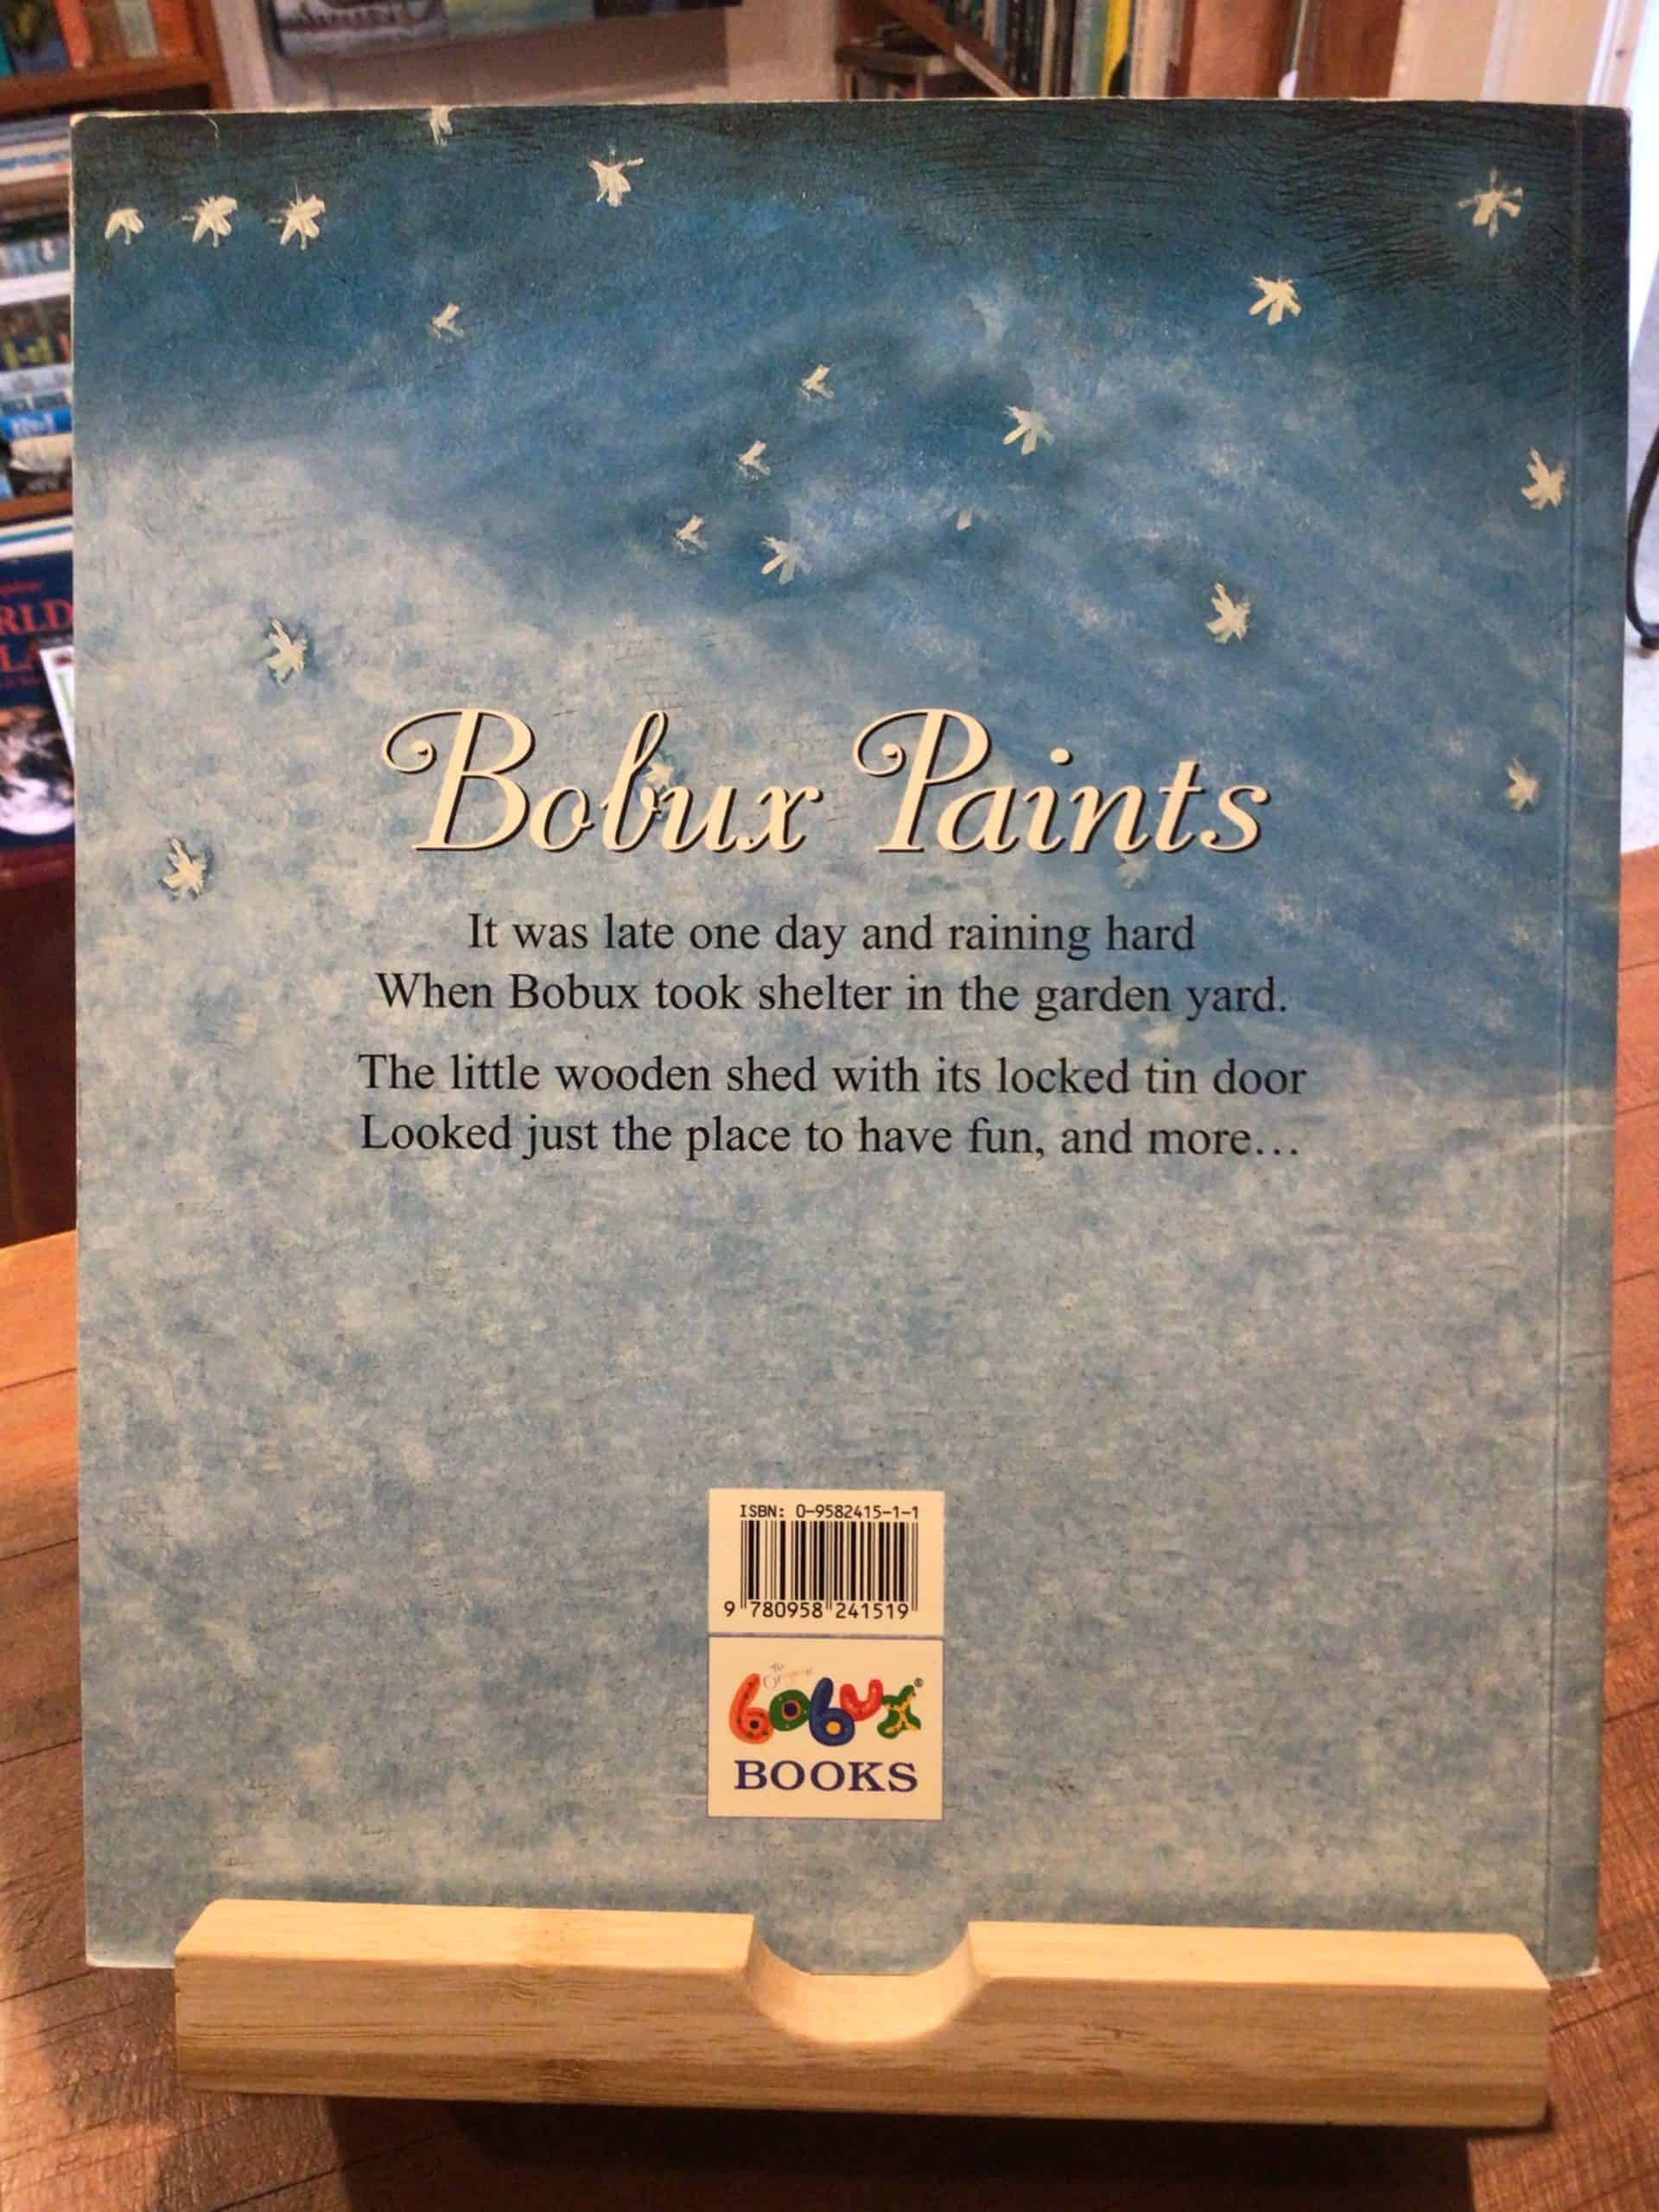 Bobux Paints
It was late one day and raining hard
When Bobux took shelter in the garden yard.
The little wooden shed with its locked tin door
Looked just the place to have fun, and more...
ISBN: 0-9582415-1-1
9 780958 241519
The Original
bobux®
BOOKS